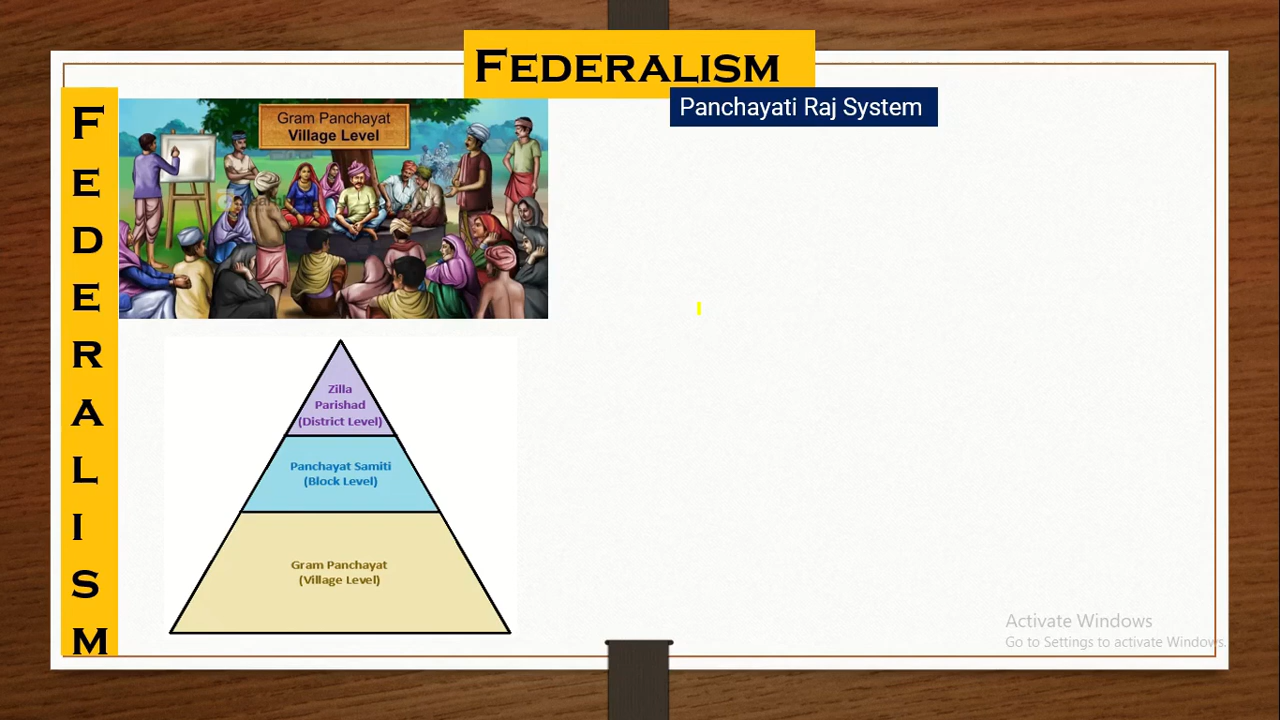 FEDERALISM
Panchayati Raj System
F
E
D
E
R
A
L
I
S
M
Gram Panchayat
Village Level
Zilla
Parishad
(District Level)
Panchayat Samiti
(Block Level)
Gram Panchayat
(Village Level)
Activate Windows
Go to Settings to activate Windows.